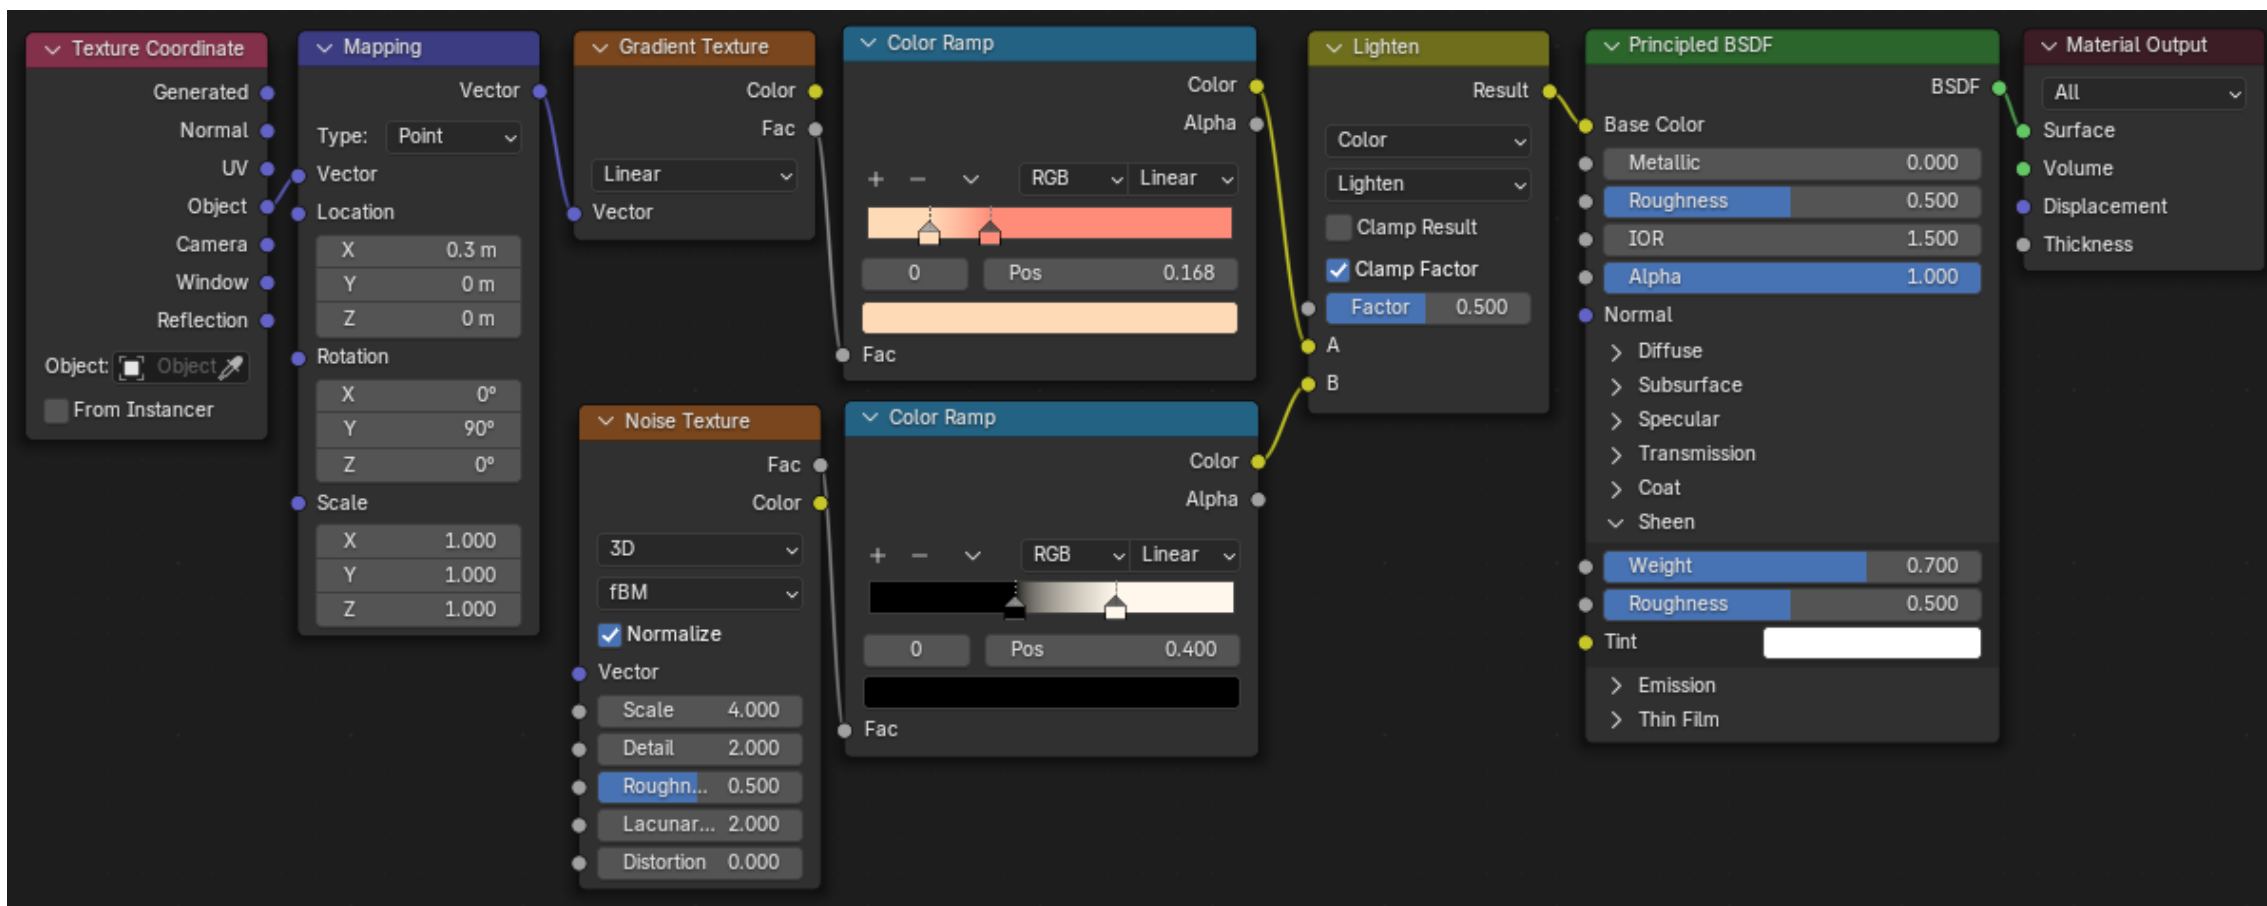 Texture Coordinate
Generated
Normal
UV
Object
Camera
Window
Reflection
Object: Object
From Instancer
Mapping
Vector
Type: Point
Vector
Location
X 0.3 m
Y 0 m
Z 0 m
Rotation
X 0°
Y 90°
Z 0°
Scale
X 1.000
Y 1.000
Z 1.000
Gradient Texture
Color
Fac
Linear
Vector
Noise Texture
Fac
Color
3D
fBM
Normalize
Vector
Scale 4.000
Detail 2.000
Roughn... 0.500
Lacunar... 2.000
Distortion 0.000
Color Ramp
Color
Alpha
+ − RGB Linear
0 Pos 0.168
Fac
Color Ramp
Color
Alpha
+ − RGB Linear
0 Pos 0.400
Fac
Lighten
Result
Color
Lighten
Clamp Result
Clamp Factor
Factor 0.500
A
B
Principled BSDF
BSDF
Base Color
Metallic 0.000
Roughness 0.500
IOR 1.500
Alpha 1.000
Normal
Diffuse
Subsurface
Specular
Transmission
Coat
Sheen
Weight 0.700
Roughness 0.500
Tint
Emission
Thin Film
Material Output
All
Surface
Volume
Displacement
Thickness